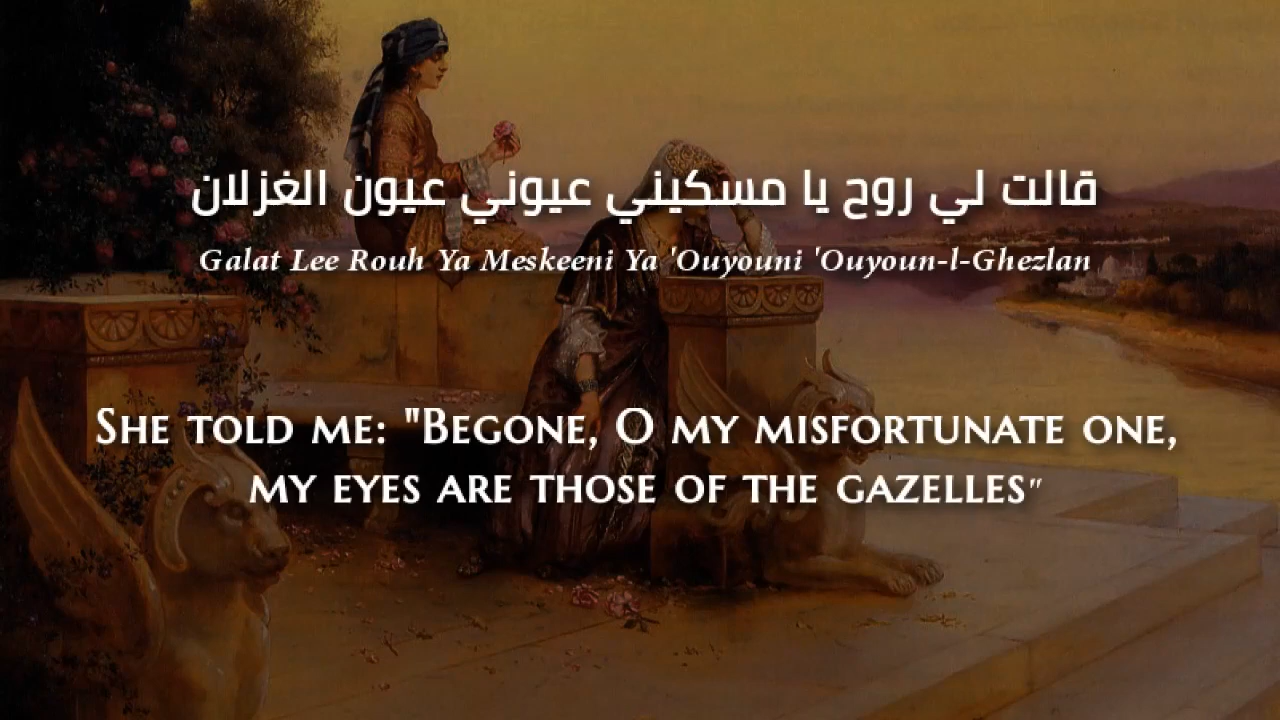 قالت لي روح يا مسكيني عيوني عيون الغزلان
Galat Lee Rouh Ya Meskeeni Ya 'Ouyouni 'Ouyoun-l-Ghezlan
She told me: "Begone, O my misfortunate one,
my eyes are those of the gazelles"